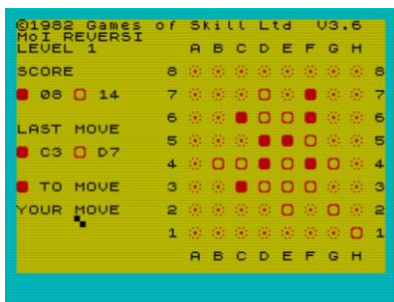 ©1982 Games of Skill Ltd V3.6
MoI REVERSI
LEVEL 1 A B C D E F G H
SCORE 8 8
08 14 7 7
6 6
LAST MOVE
5 5
C3 D7
4 4
TO MOVE 3 3
YOUR MOVE 2 2
1 1
A B C D E F G H